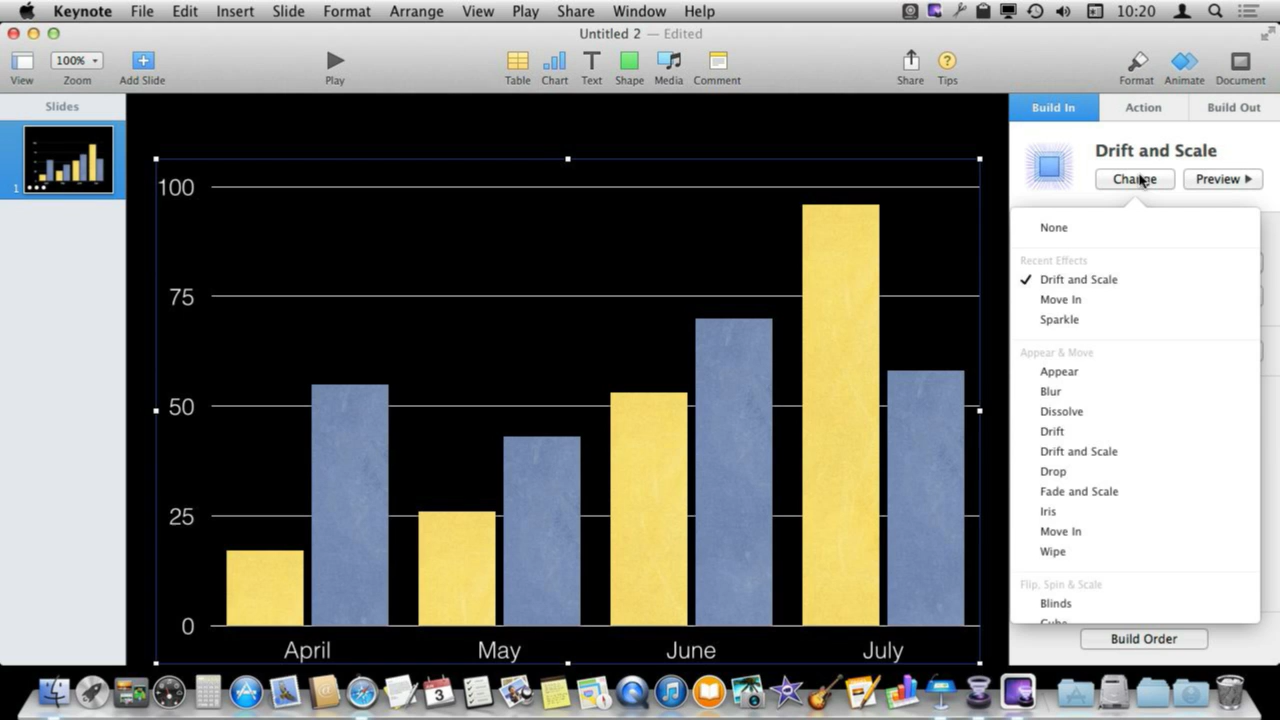 Keynote File Edit Insert Slide Format Arrange View Play Share Window Help 10:20
Untitled 2 — Edited
100%
View Zoom Add Slide Play Table Chart Text Shape Media Comment Share Tips Format Animate Document
Slides
1
Build In Action Build Out
Drift and Scale
Change Preview
None
Recent Effects
Drift and Scale
Move In
Sparkle
Appear & Move
Appear
Blur
Dissolve
Drift
Drift and Scale
Drop
Fade and Scale
Iris
Move In
Wipe
Flip, Spin & Scale
Blinds
Cube
Build Order
100
75
50
25
0
April May June July
3